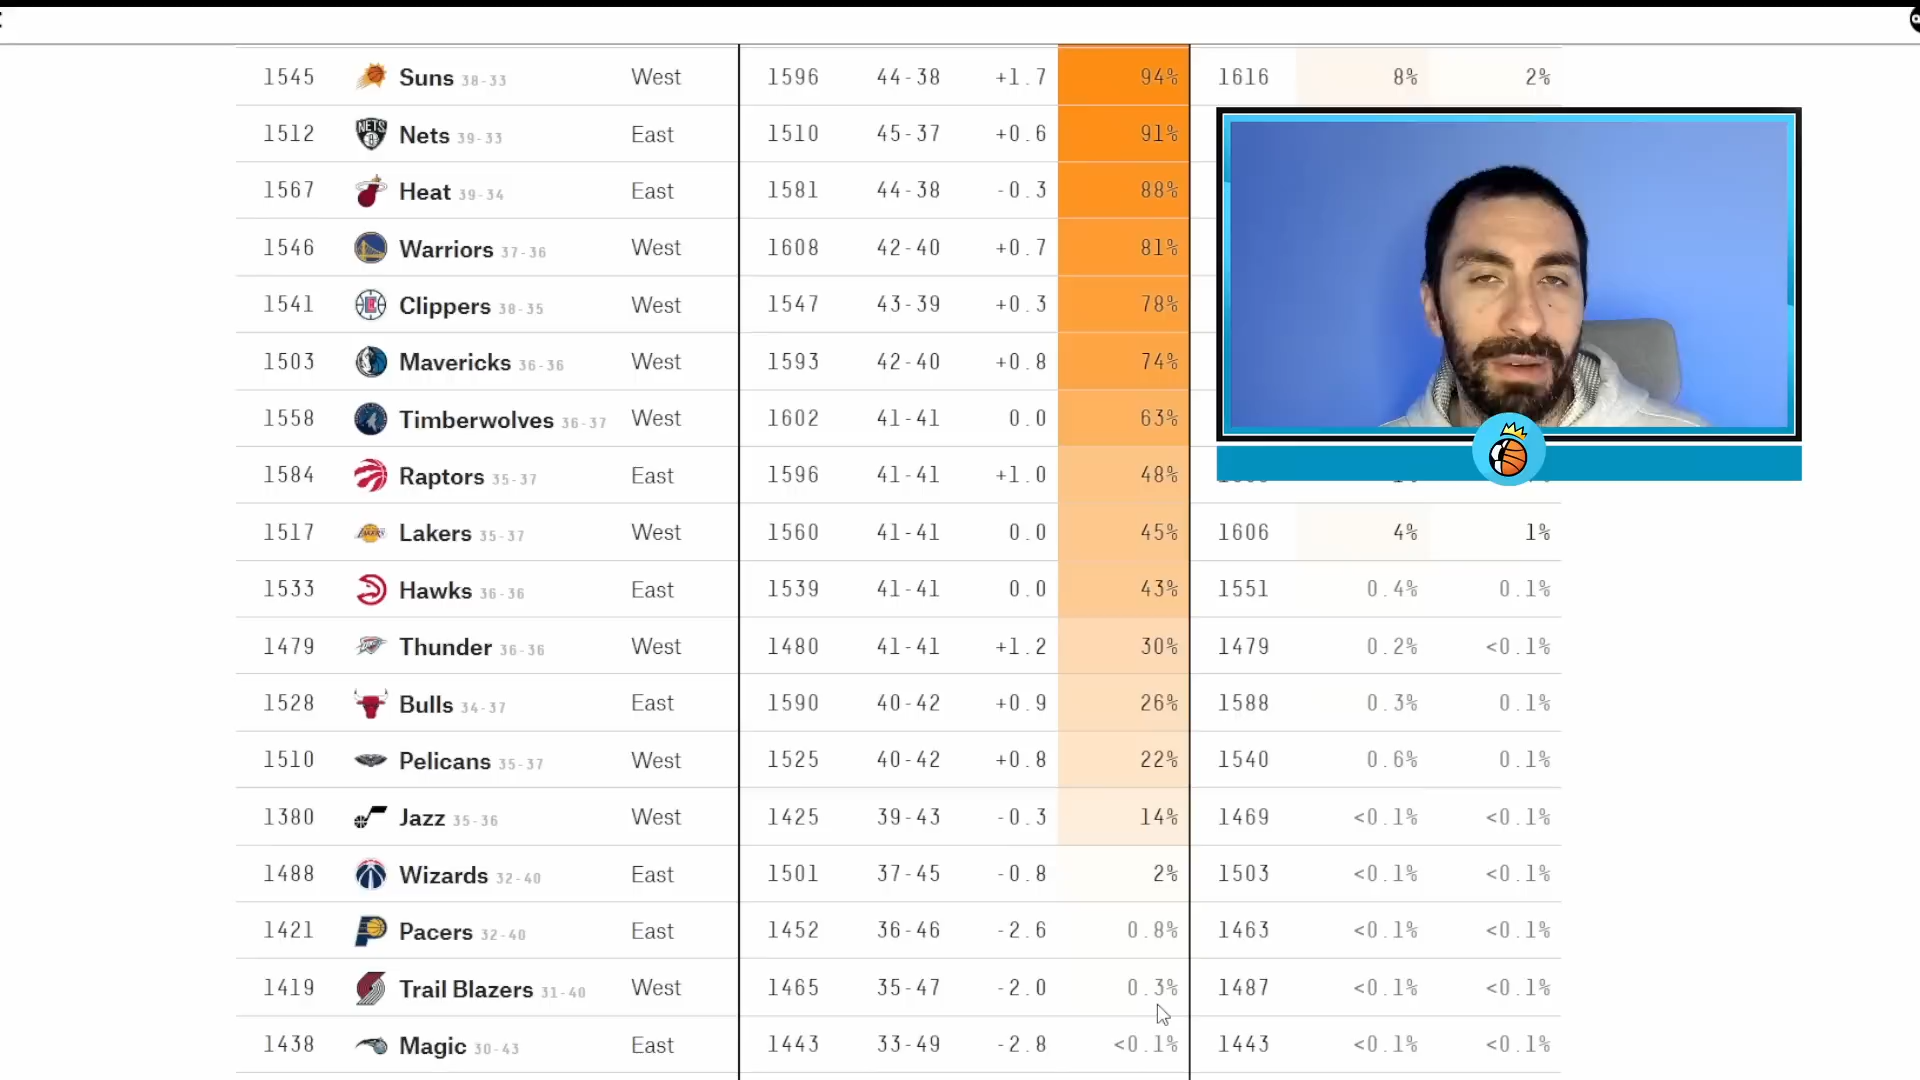 1545 Suns 38-33 West 1596 44-38 +1.7 94% 1616 8% 2%
1512 Nets 39-33 East 1510 45-37 +0.6 91%
1567 Heat 39-34 East 1581 44-38 -0.3 88%
1546 Warriors 37-36 West 1608 42-40 +0.7 81%
1541 Clippers 38-35 West 1547 43-39 +0.3 78%
1503 Mavericks 36-36 West 1593 42-40 +0.8 74%
1558 Timberwolves 36-37 West 1602 41-41 0.0 63%
1584 Raptors 35-37 East 1596 41-41 +1.0 48%
1517 Lakers 35-37 West 1560 41-41 0.0 45% 1606 4% 1%
1533 Hawks 36-36 East 1539 41-41 0.0 43% 1551 0.4% 0.1%
1479 Thunder 36-36 West 1480 41-41 +1.2 30% 1479 0.2% <0.1%
1528 Bulls 34-37 East 1590 40-42 +0.9 26% 1588 0.3% 0.1%
1510 Pelicans 35-37 West 1525 40-42 +0.8 22% 1540 0.6% 0.1%
1380 Jazz 35-36 West 1425 39-43 -0.3 14% 1469 <0.1% <0.1%
1488 Wizards 32-40 East 1501 37-45 -0.8 2% 1503 <0.1% <0.1%
1421 Pacers 32-40 East 1452 36-46 -2.6 0.8% 1463 <0.1% <0.1%
1419 Trail Blazers 31-40 West 1465 35-47 -2.0 0.3% 1487 <0.1% <0.1%
1438 Magic 30-43 East 1443 33-49 -2.8 <0.1% 1443 <0.1% <0.1%